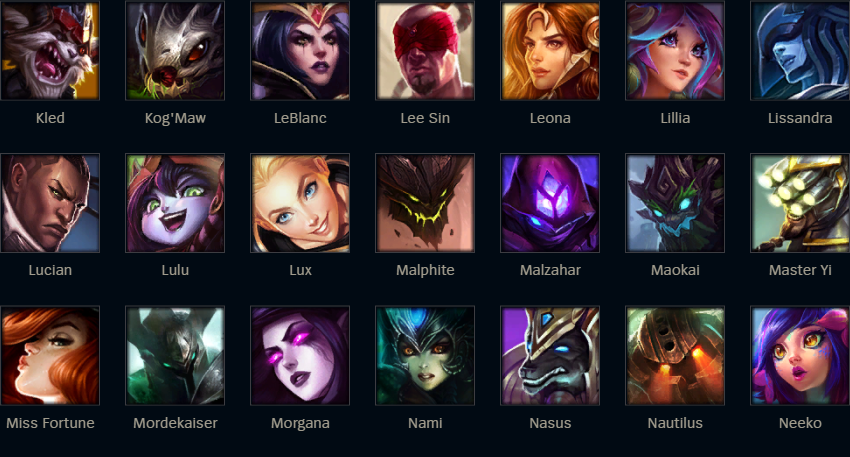 Kled Kog'Maw LeBlanc Lee Sin Leona Lillia Lissandra
Lucian Lulu Lux Malphite Malzahar Maokai Master Yi
Miss Fortune Mordekaiser Morgana Nami Nasus Nautilus Neeko